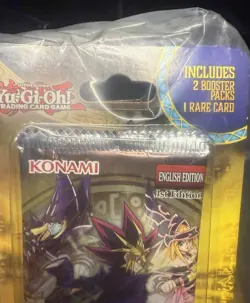 Yu-Gi-Oh!
TRADING CARD GAME
INCLUDES
2 BOOSTER
PACKS
1 RARE CARD
KONAMI
ENGLISH EDITION
1st Edition